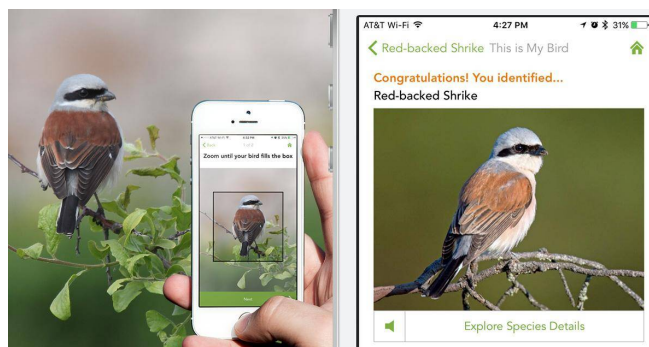 Zoom until your bird fills the box
Next
AT&T Wi-Fi 4:27 PM 31%
Red-backed Shrike This is My Bird
Congratulations! You identified...
Red-backed Shrike
Explore Species Details